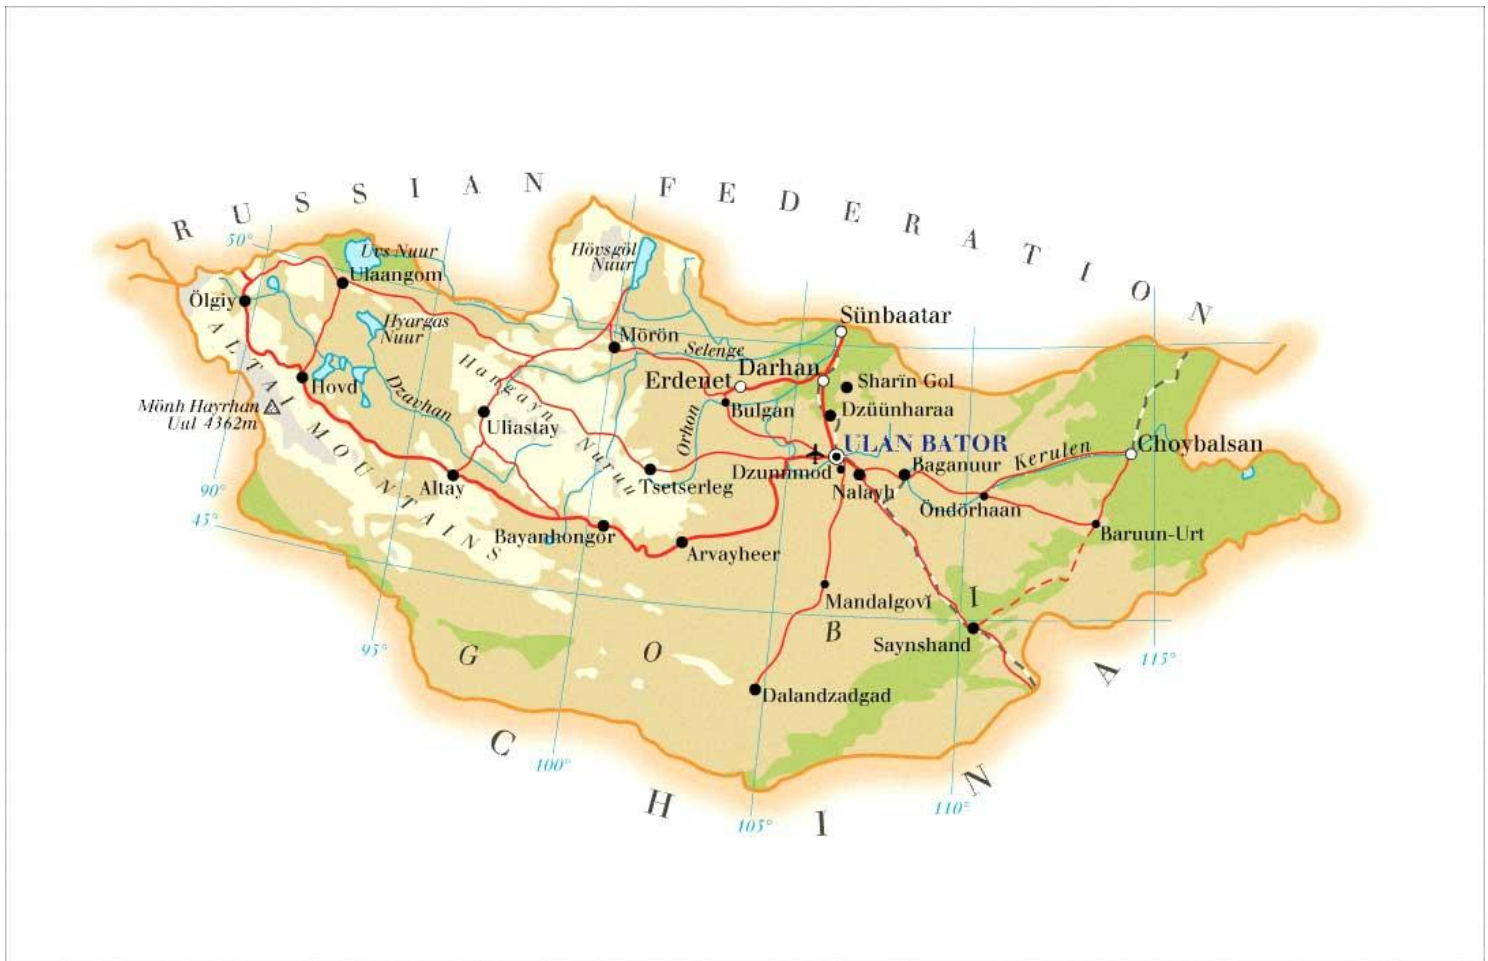 RUSSIAN FEDERATION
50°
Uvs Nuur
Ulaangom
Hövsgöl
Nuur
Ölgiy
Hyargas
Nuur
Sünbaatar
Mörön
Selenge
Darhan
Erdenet
Sharïn Gol
Hovd
Dzavhan
Hangayn Nuruu
Bulgan
Dzüünharaa
Mönh Hayrhan
Uul 4362m
Uliastay
Orhon
ULAN BATOR
Kerulen
Choybalsan
ALTAI MOUNTAINS
Dzunnmod
Baganuur
90°
Altay
Tsetserleg
Nalayh
Öndörhaan
45°
Bayanhongor
Arvayheer
Baruun-Urt
Mandalgovĭ
GOBI
Saynshand
95°
115°
Dalandzadgad
CHINA
100°
110°
105°